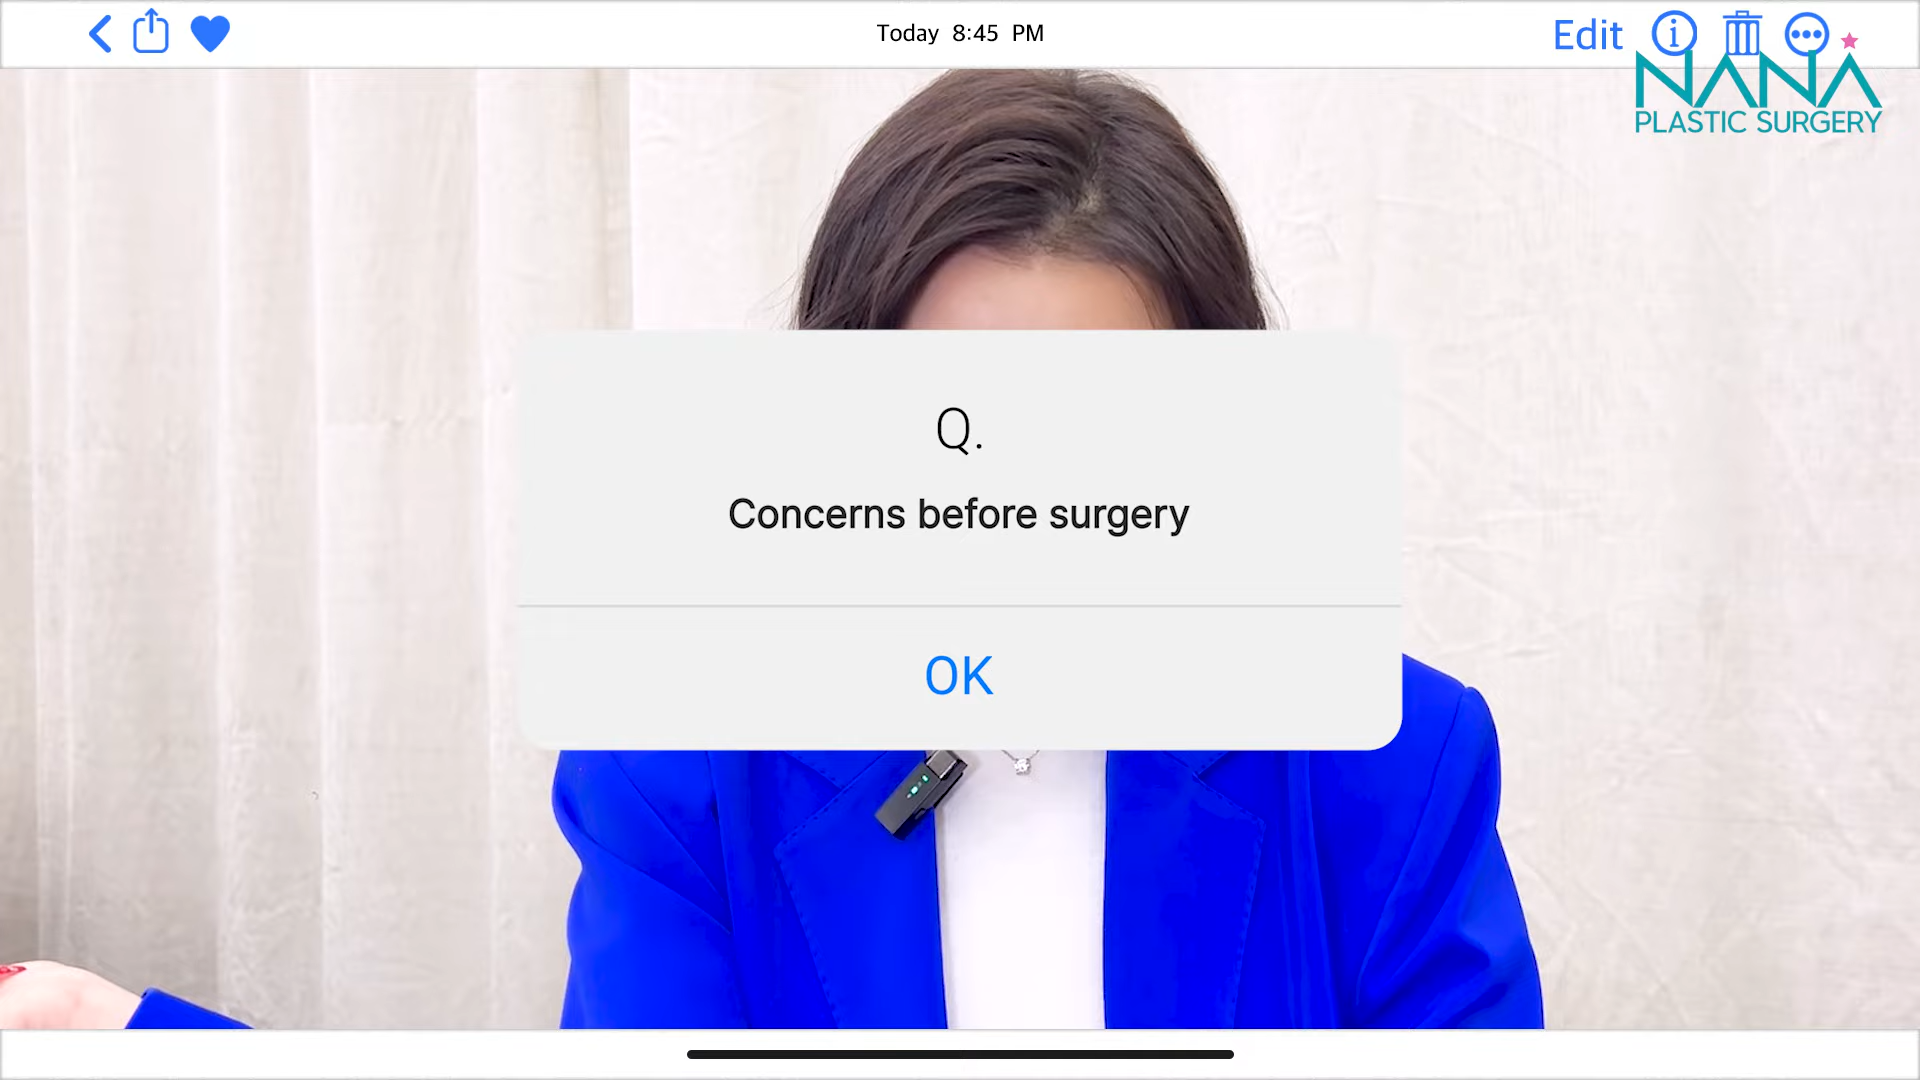 Today 8:45 PM
Edit
NANA
PLASTIC SURGERY
Q.
Concerns before surgery
OK